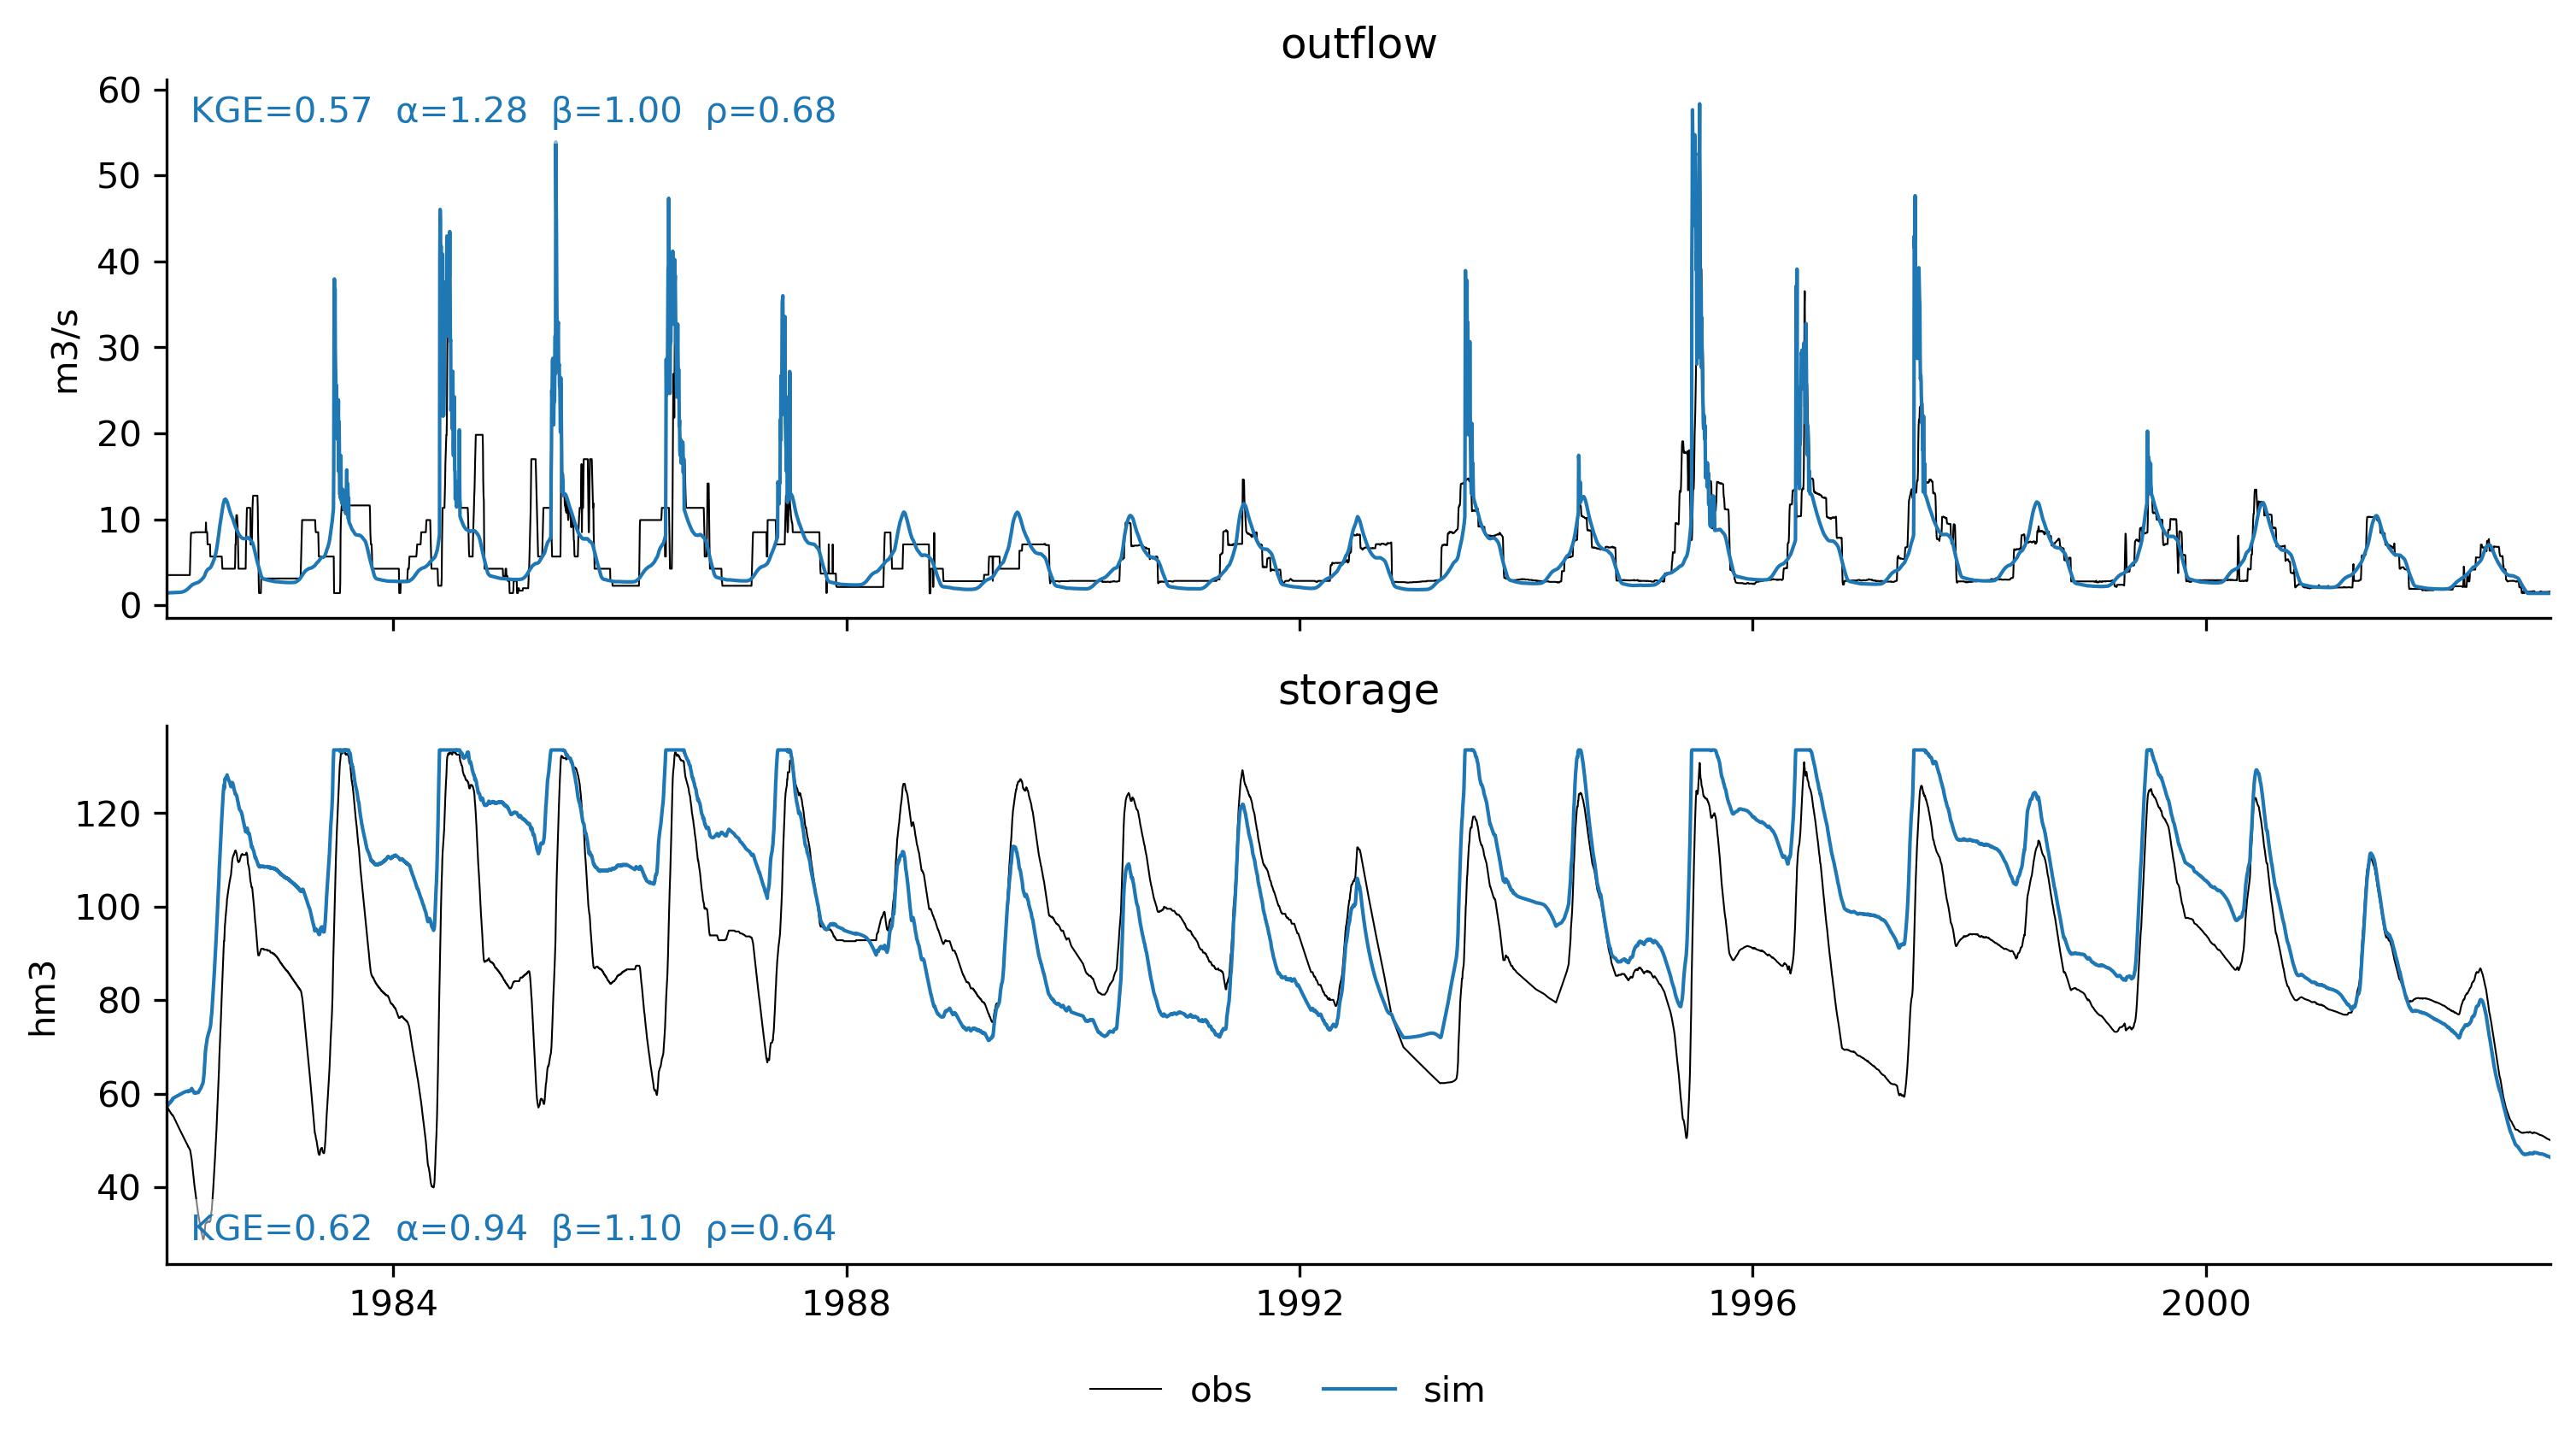 outflow
60
KGE=0.57 α=1.28 β=1.00 ρ=0.68
50
40
m3/s
30
20
10
0
storage
120
100
hm3
80
60
40
KGE=0.62 α=0.94 β=1.10 ρ=0.64
1984 1988 1992 1996 2000
obs sim